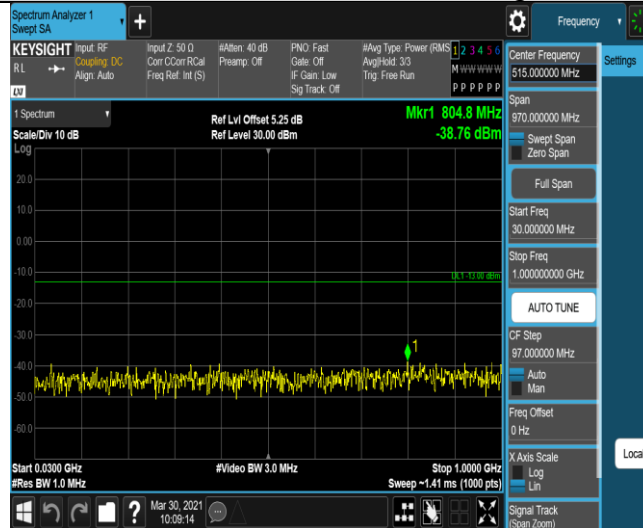 Spectrum Analyzer 1
Swept SA
Frequency
KEYSIGHT
RL
LXI
Input: RF
Coupling: DC
Align: Auto
Input Z: 50 Ω
Corr CCorr RCal
Freq Ref: Int (S)
#Atten: 40 dB
Preamp: Off
PNO: Fast
Gate: Off
IF Gain: Low
Sig Track: Off
#Avg Type: Power (RMS
Avg|Hold: 3/3
Trig: Free Run
1 2 3 4 5 6
M W W W W W
P P P P P P
1 Spectrum
Scale/Div 10 dB
Log
Ref Lvl Offset 5.25 dB
Ref Level 30.00 dBm
Mkr1 804.8 MHz
-38.76 dBm
20.0
10.0
0.00
-10.0
DL1 -13.00 dBm
-20.0
-30.0
1
-40.0
-50.0
-60.0
Start 0.0300 GHz
#Res BW 1.0 MHz
#Video BW 3.0 MHz
Stop 1.0000 GHz
Sweep ~1.41 ms (1000 pts)
Center Frequency
515.000000 MHz
Settings
Span
970.000000 MHz
Swept Span
Zero Span
Full Span
Start Freq
30.000000 MHz
Stop Freq
1.000000000 GHz
AUTO TUNE
CF Step
97.000000 MHz
Auto
Man
Freq Offset
0 Hz
X Axis Scale
Log
Lin
Loca
Signal Track
(Span Zoom)
?
Mar 30, 2021
10:09:14